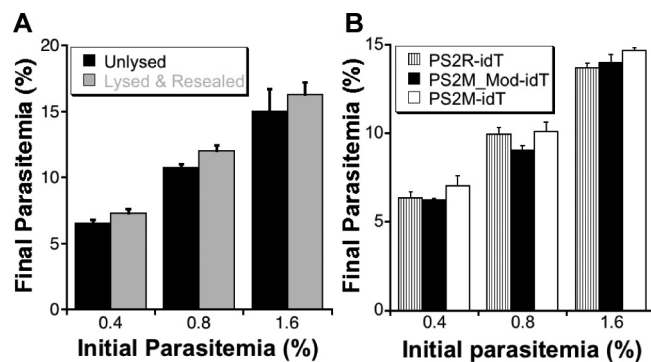 A
Final Parasitemia (%)
20
15
10
5
0
Unlysed
Lysed & Resealed
0.4
0.8
1.6
Initial Parasitemia (%)
B
Final Parasitemia (%)
15
10
5
0
PS2R-idT
PS2M_Mod-idT
PS2M-idT
0.4
0.8
1.6
Initial parasitemia (%)